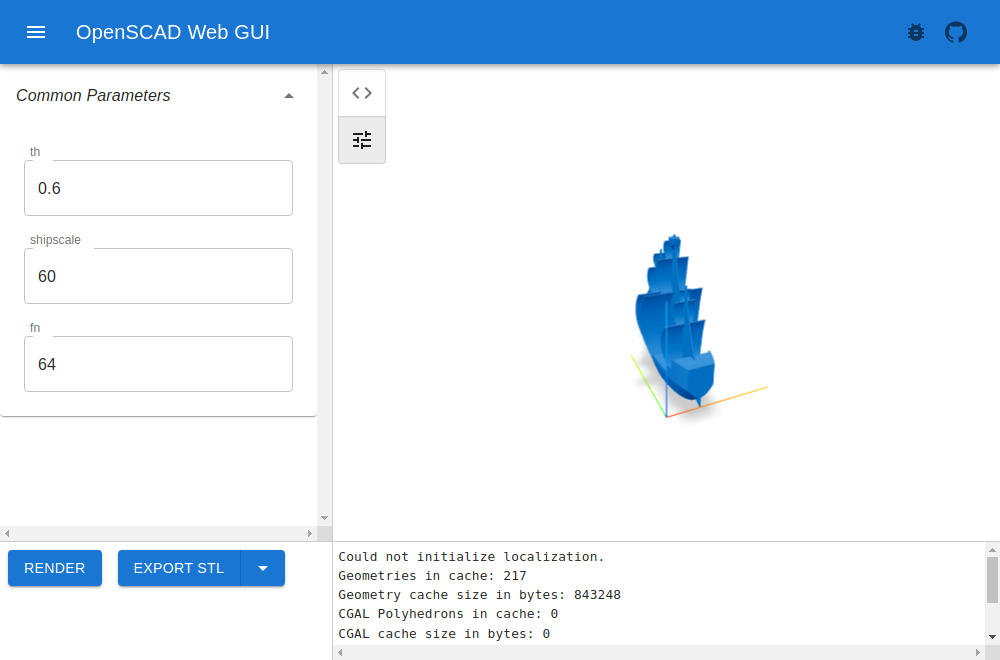 OpenSCAD Web GUI
Common Parameters
th
0.6
shipscale
60
fn
64
RENDER
EXPORT STL
Could not initialize localization.
Geometries in cache: 217
Geometry cache size in bytes: 843248
CGAL Polyhedrons in cache: 0
CGAL cache size in bytes: 0